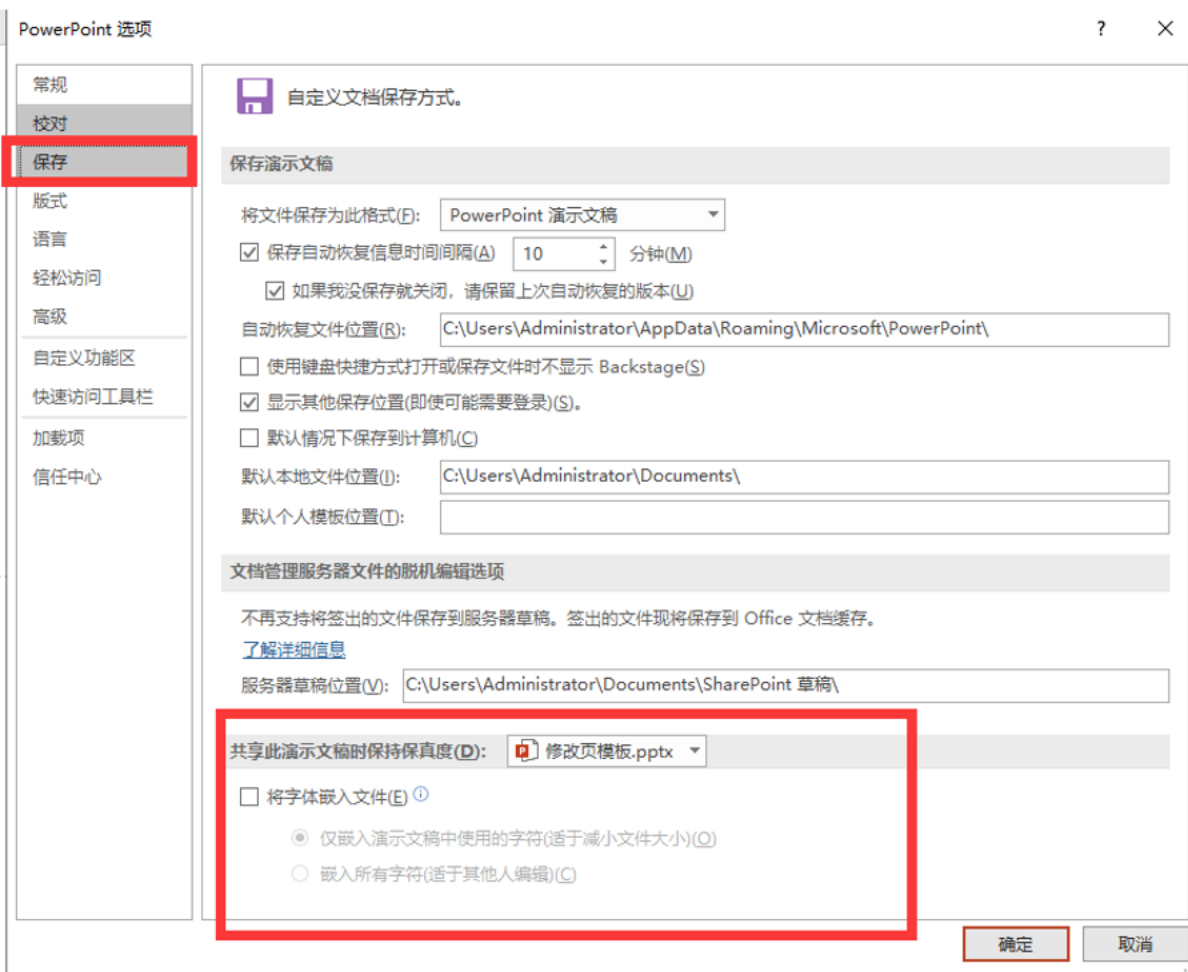 PowerPoint 选项
?
常规
校对
保存
版式
语言
轻松访问
高级
自定义功能区
快速访问工具栏
加载项
信任中心
自定义文档保存方式。
保存演示文稿
将文件保存为此格式(F): PowerPoint 演示文稿
保存自动恢复信息时间间隔(A) 10 分钟(M)
如果我没保存就关闭，请保留上次自动恢复的版本(U)
自动恢复文件位置(R): C:\Users\Administrator\AppData\Roaming\Microsoft\PowerPoint\
使用键盘快捷方式打开或保存文件时不显示 Backstage(S)
显示其他保存位置(即使可能需要登录)(S)。
默认情况下保存到计算机(C)
默认本地文件位置(I): C:\Users\Administrator\Documents\
默认个人模板位置(T):
文档管理服务器文件的脱机编辑选项
不再支持将签出的文件保存到服务器草稿。签出的文件现将保存到 Office 文档缓存。
了解详细信息
服务器草稿位置(V): C:\Users\Administrator\Documents\SharePoint 草稿\
共享此演示文稿时保持保真度(D): 修改页模板.pptx
将字体嵌入文件(E)
仅嵌入演示文稿中使用的字符(适于减小文件大小)(O)
嵌入所有字符(适于其他人编辑)(C)
确定 取消